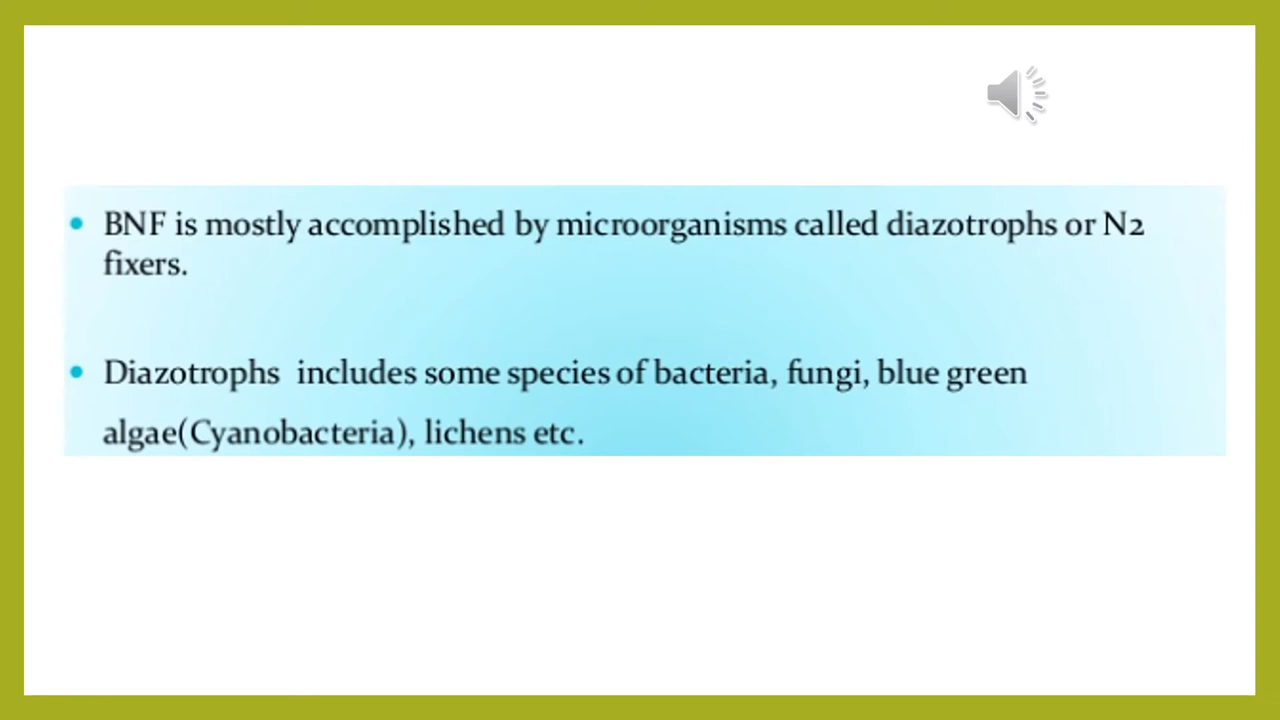 BNF is mostly accomplished by microorganisms called diazotrophs or N2
fixers.
Diazotrophs includes some species of bacteria, fungi, blue green
algae(Cyanobacteria), lichens etc.